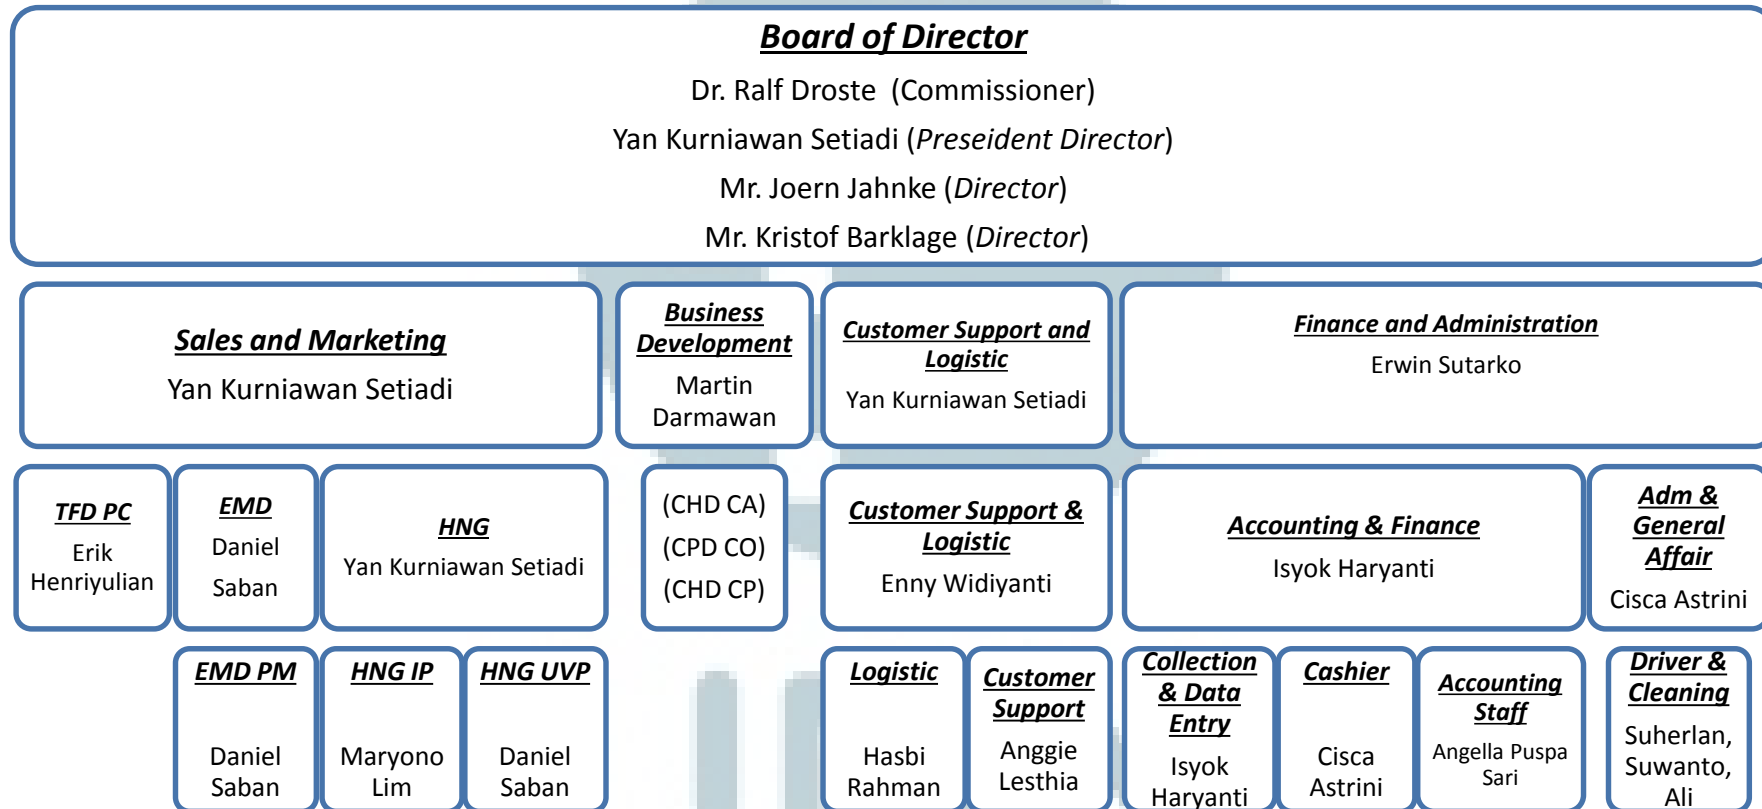 Board of Director
Dr. Ralf Droste (Commissioner)
Yan Kurniawan Setiadi (Preseident Director)
Mr. Joern Jahnke (Director)
Mr. Kristof Barklage (Director)
Sales and Marketing
Yan Kurniawan Setiadi
Business
Development
Martin
Darmawan
Customer Support and
Logistic
Yan Kurniawan Setiadi
Finance and Administration
Erwin Sutarko
TFD PC
Erik
Henriyulian
EMD
Daniel
Saban
HNG
Yan Kurniawan Setiadi
(CHD CA)
(CPD CO)
(CHD CP)
Customer Support &
Logistic
Enny Widiyanti
Accounting & Finance
Isyok Haryanti
Adm &
General
Affair
Cisca Astrini
EMD PM
Daniel
Saban
HNG IP
Maryono
Lim
HNG UVP
Daniel
Saban
Logistic
Hasbi
Rahman
Customer
Support
Anggie
Lesthia
Collection
& Data
Entry
Isyok
Haryanti
Cashier
Cisca
Astrini
Accounting
Staff
Angella Puspa
Sari
Driver &
Cleaning
Suherlan,
Suwanto,
Ali